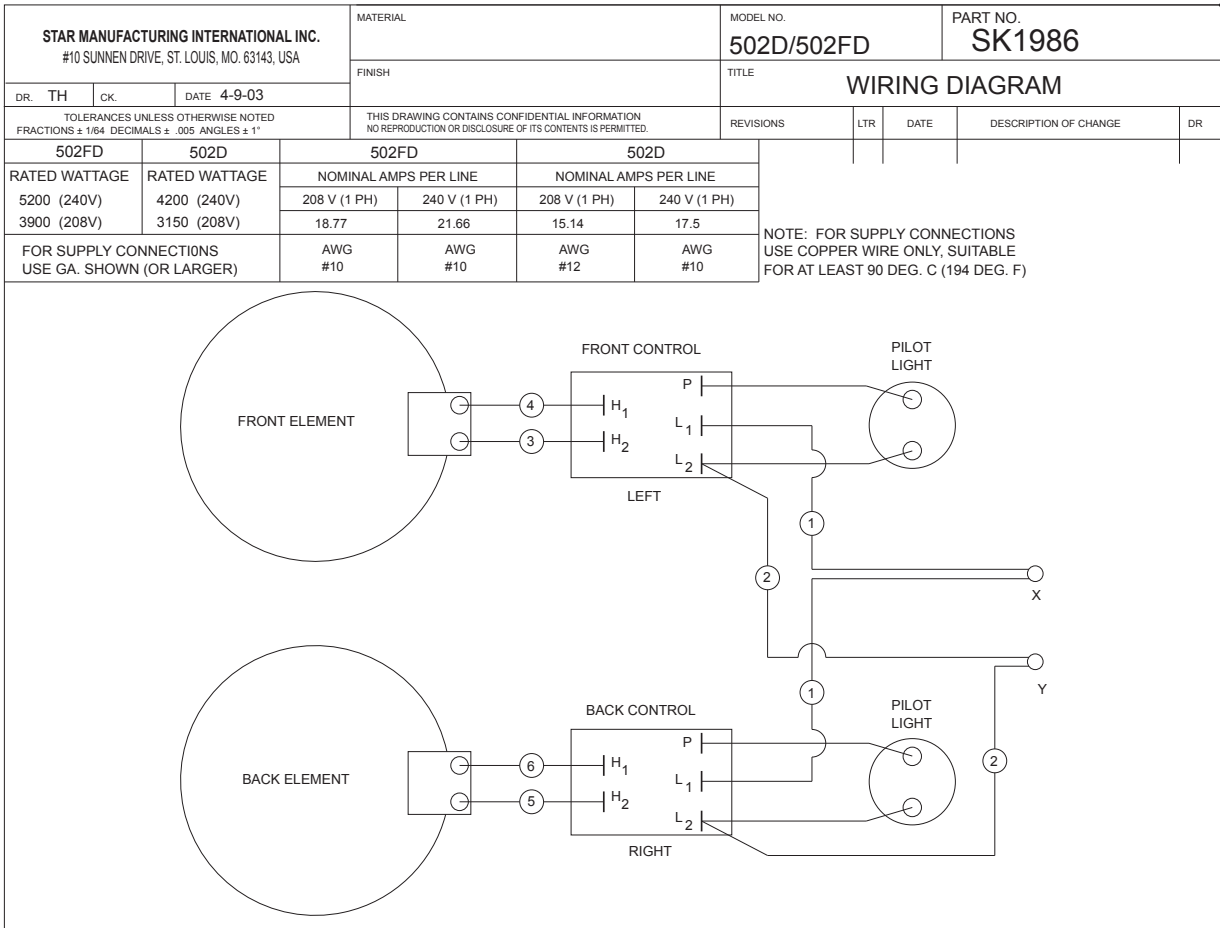 STAR MANUFACTURING INTERNATIONAL INC.
#10 SUNNEN DRIVE, ST. LOUIS, MO. 63143, USA
MATERIAL
MODEL NO.
502D/502FD
PART NO.
SK1986
FINISH
TITLE
WIRING DIAGRAM
DR. TH CK. DATE 4-9-03
TOLERANCES UNLESS OTHERWISE NOTED
FRACTIONS ± 1/64 DECIMALS ± .005 ANGLES ± 1°
THIS DRAWING CONTAINS CONFIDENTIAL INFORMATION
NO REPRODUCTION OR DISCLOSURE OF ITS CONTENTS IS PERMITTED.
REVISIONS LTR DATE DESCRIPTION OF CHANGE DR
502FD 502D 502FD 502D
RATED WATTAGE RATED WATTAGE NOMINAL AMPS PER LINE NOMINAL AMPS PER LINE
5200 (240V) 4200 (240V) 208 V (1 PH) 240 V (1 PH) 208 V (1 PH) 240 V (1 PH)
3900 (208V) 3150 (208V) 18.77 21.66 15.14 17.5
FOR SUPPLY CONNECTI0NS
USE GA. SHOWN (OR LARGER)
AWG AWG AWG AWG
#10 #10 #12 #10
NOTE: FOR SUPPLY CONNECTIONS
USE COPPER WIRE ONLY, SUITABLE
FOR AT LEAST 90 DEG. C (194 DEG. F)
FRONT CONTROL
PILOT
LIGHT
FRONT ELEMENT
4
3
H1
H2
P
L1
L2
LEFT
1
2
X
Y
1
BACK CONTROL
PILOT
LIGHT
BACK ELEMENT
6
5
H1
H2
P
L1
L2
2
RIGHT